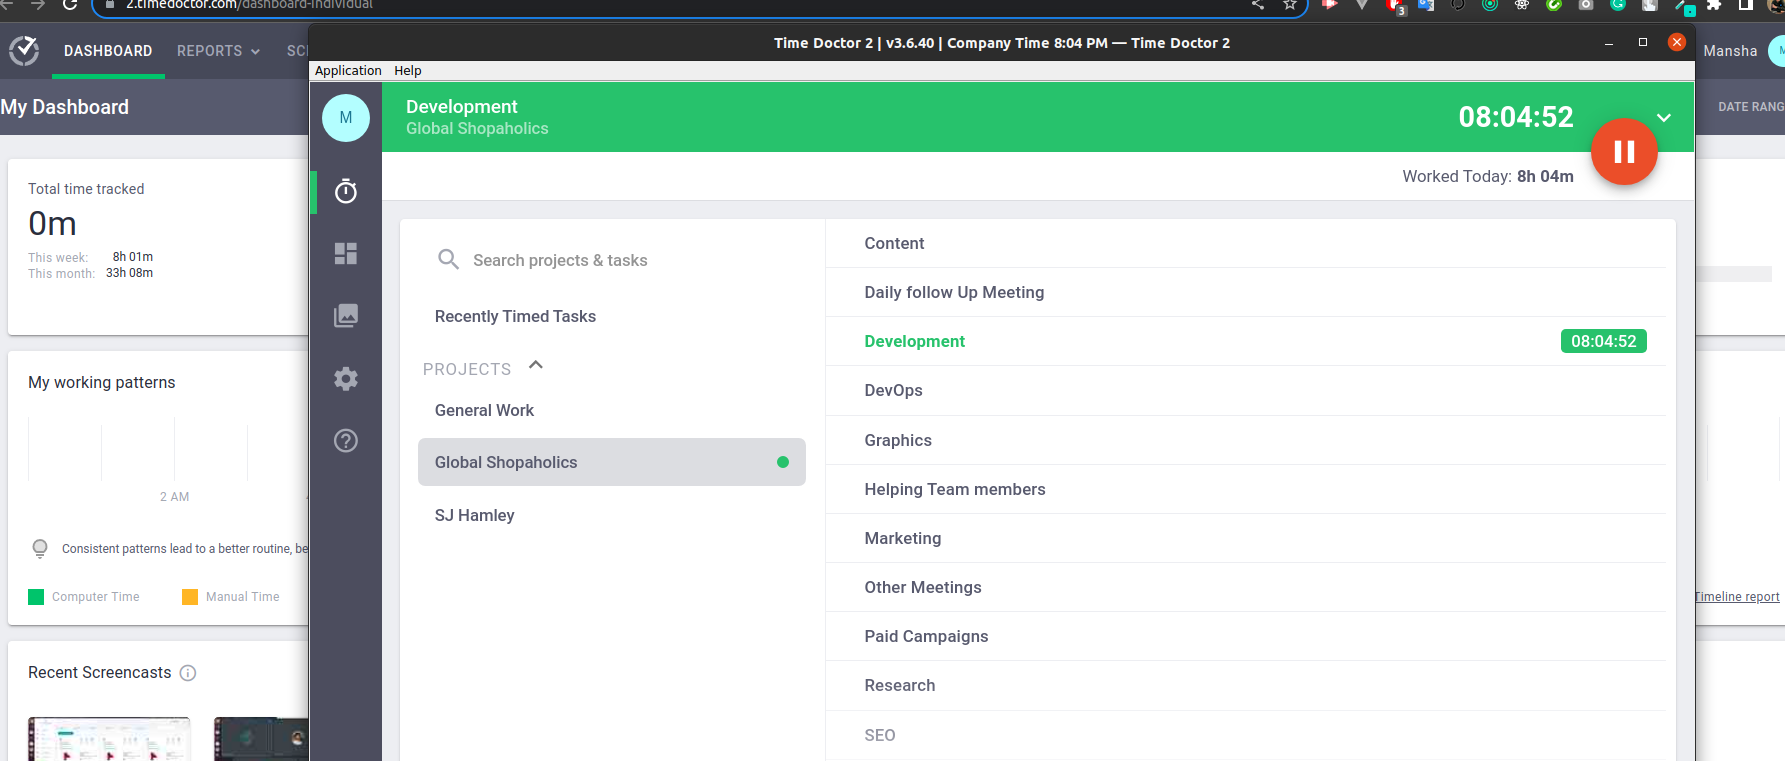 2.timedoctor.com/dashboard-individual
3
DASHBOARD
REPORTS
Mansha
My Dashboard
DATE RANG
Total time tracked
0m
This week: 8h 01m
This month: 33h 08m
My working patterns
2 AM
Consistent patterns lead to a better routine, be
Computer Time
Manual Time
Timeline report
Recent Screencasts
Time Doctor 2 | v3.6.40 | Company Time 8:04 PM — Time Doctor 2
Application Help
M
Development
Global Shopaholics
08:04:52
Worked Today: 8h 04m
Search projects & tasks
Recently Timed Tasks
PROJECTS
General Work
Global Shopaholics
SJ Hamley
Content
Daily follow Up Meeting
Development 08:04:52
DevOps
Graphics
Helping Team members
Marketing
Other Meetings
Paid Campaigns
Research
SEO